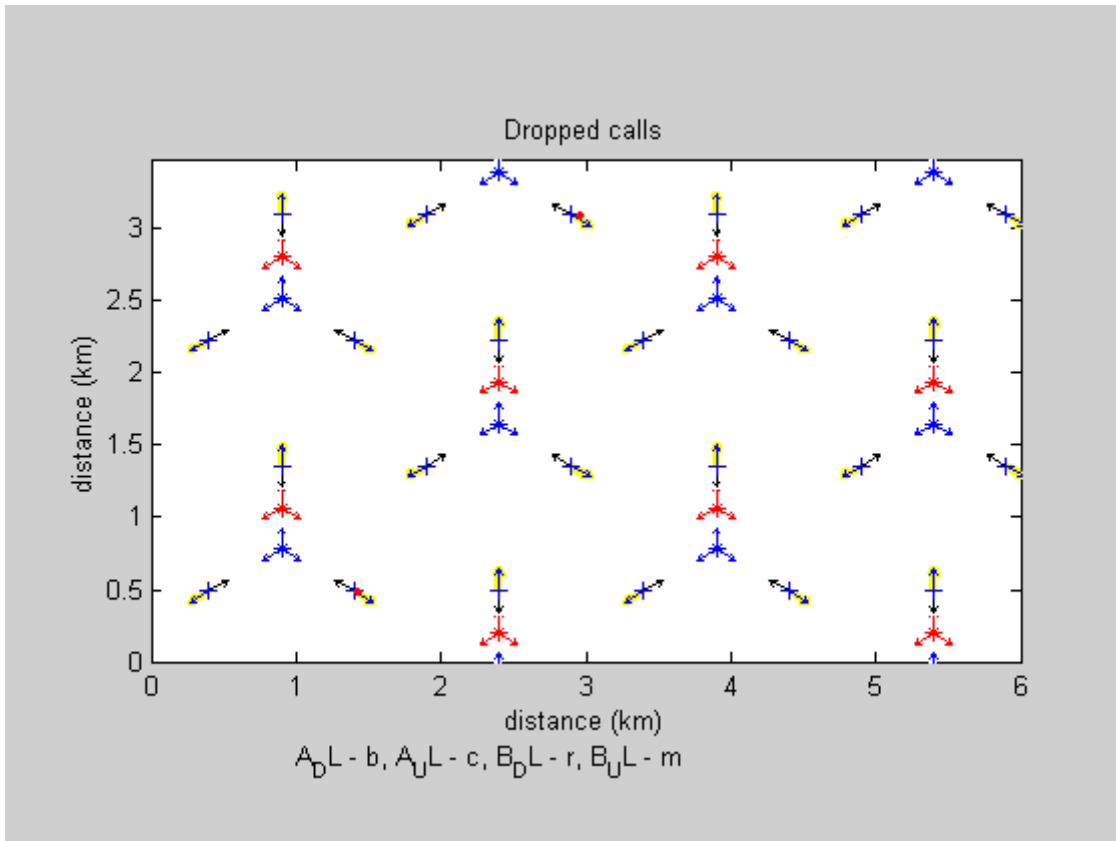 Dropped calls
distance (km)
3
2.5
2
1.5
1
0.5
0
0 1 2 3 4 5 6
distance (km)
A_DL - b, A_UL - c, B_DL - r, B_UL - m